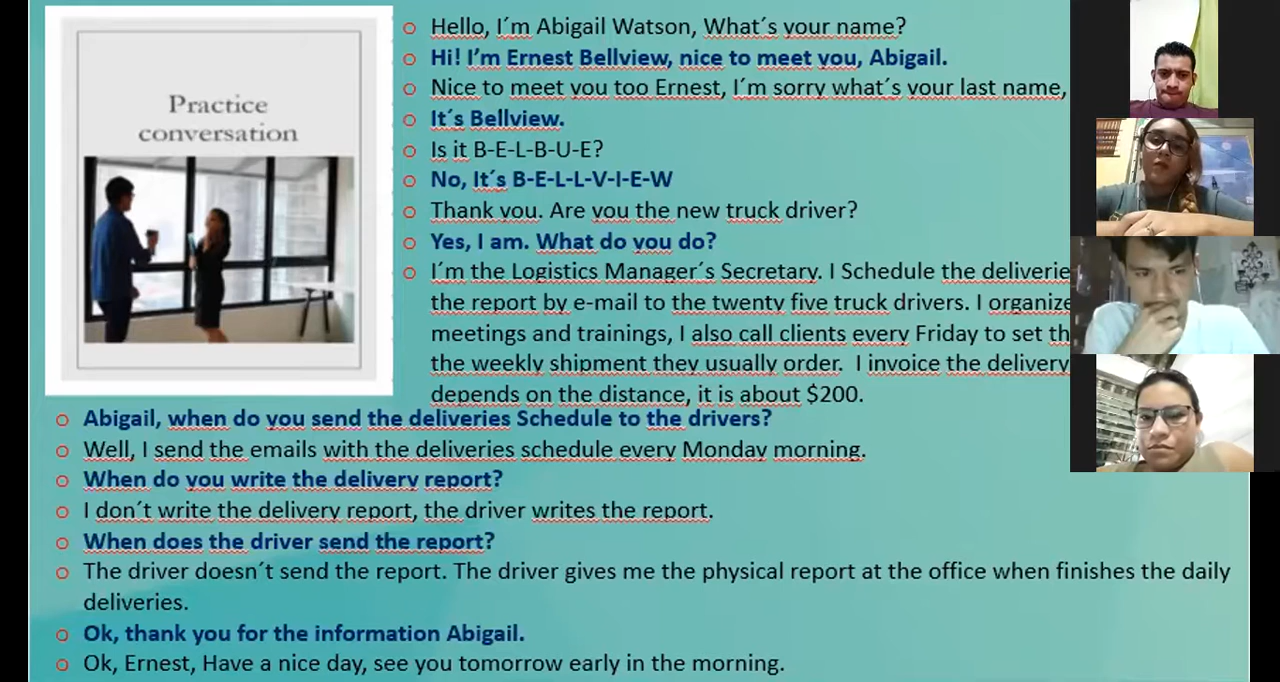 Practice
conversation
Hello, I´m Abigail Watson, What´s your name?
Hi! I’m Ernest Bellview, nice to meet you, Abigail.
Nice to meet you too Ernest, I´m sorry what´s your last name,
It´s Bellview.
Is it B-E-L-B-U-E?
No, It´s B-E-L-L-V-I-E-W
Thank you. Are you the new truck driver?
Yes, I am. What do you do?
I´m the Logistics Manager´s Secretary. I Schedule the deliverie
the report by e-mail to the twenty five truck drivers. I organize
meetings and trainings, I also call clients every Friday to set th
the weekly shipment they usually order. I invoice the delivery
depends on the distance, it is about $200.
Abigail, when do you send the deliveries Schedule to the drivers?
Well, I send the emails with the deliveries schedule every Monday morning.
When do you write the delivery report?
I don´t write the delivery report, the driver writes the report.
When does the driver send the report?
The driver doesn´t send the report. The driver gives me the physical report at the office when finishes the daily
deliveries.
Ok, thank you for the information Abigail.
Ok, Ernest, Have a nice day, see you tomorrow early in the morning.